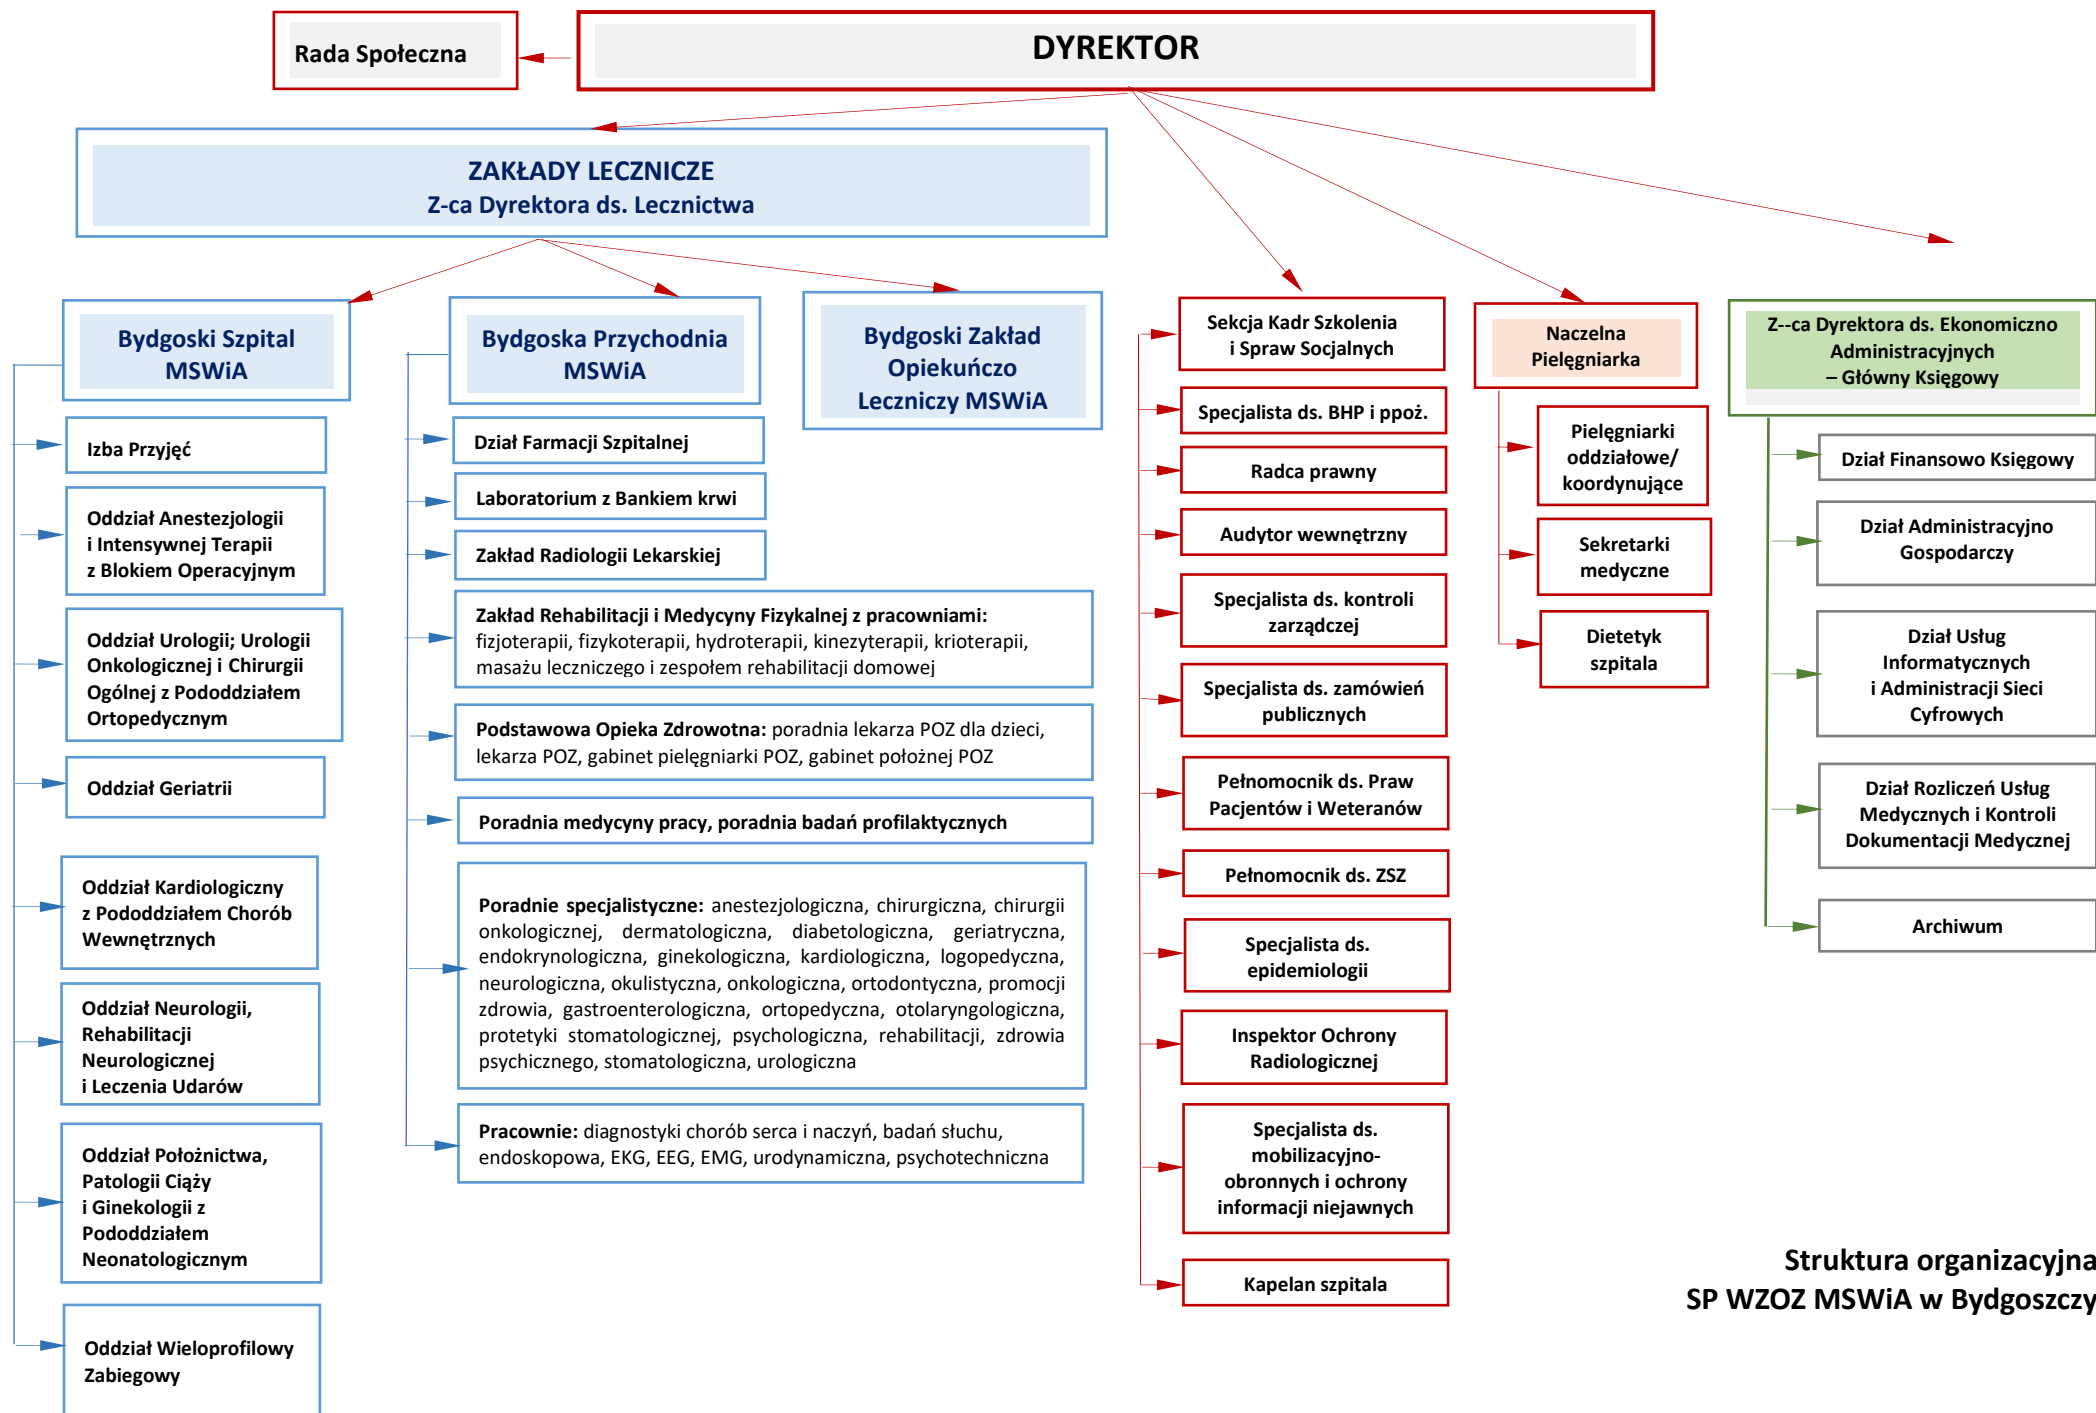 Rada Społeczna
DYREKTOR
ZAKŁADY LECZNICZE
Z-ca Dyrektora ds. Lecznictwa
Bydgoski Szpital
MSWiA
Izba Przyjęć
Oddział Anestezjologii
i Intensywnej Terapii
z Blokiem Operacyjnym
Oddział Urologii; Urologii
Onkologicznej i Chirurgii
Ogólnej z Pododdziałem
Ortopedycznym
Oddział Geriatrii
Oddział Kardiologiczny
z Pododdziałem Chorób
Wewnętrznych
Oddział Neurologii,
Rehabilitacji
Neurologicznej
i Leczenia Udarów
Oddział Położnictwa,
Patologii Ciąży
i Ginekologii z
Pododdziałem
Neonatologicznym
Oddział Wieloprofilowy
Zabiegowy
Bydgoska Przychodnia
MSWiA
Dział Farmacji Szpitalnej
Laboratorium z Bankiem krwi
Zakład Radiologii Lekarskiej
Zakład Rehabilitacji i Medycyny Fizykalnej z pracowniami:
fizjoterapii, fizykoterapii, hydroterapii, kinezyterapii, krioterapii,
masażu leczniczego i zespołem rehabilitacji domowej
Podstawowa Opieka Zdrowotna: poradnia lekarza POZ dla dzieci,
lekarza POZ, gabinet pielęgniarki POZ, gabinet położnej POZ
Poradnia medycyny pracy, poradnia badań profilaktycznych
Poradnie specjalistyczne: anestezjologiczna, chirurgiczna, chirurgii
onkologicznej, dermatologiczna, diabetologiczna, geriatryczna,
endokrynologiczna, ginekologiczna, kardiologiczna, logopedyczna,
neurologiczna, okulistyczna, onkologiczna, ortodontyczna, promocji
zdrowia, gastroenterologiczna, ortopedyczna, otolaryngologiczna,
protetyki stomatologicznej, psychologiczna, rehabilitacji, zdrowia
psychicznego, stomatologiczna, urologiczna
Pracownie: diagnostyki chorób serca i naczyń, badań słuchu,
endoskopowa, EKG, EEG, EMG, urodynamiczna, psychotechniczna
Bydgoski Zakład
Opiekuńczo
Leczniczy MSWiA
Sekcja Kadr Szkolenia
i Spraw Socjalnych
Specjalista ds. BHP i ppoż.
Radca prawny
Audytor wewnętrzny
Specjalista ds. kontroli
zarządczej
Specjalista ds. zamówień
publicznych
Pełnomocnik ds. Praw
Pacjentów i Weteranów
Pełnomocnik ds. ZSZ
Specjalista ds.
epidemiologii
Inspektor Ochrony
Radiologicznej
Specjalista ds.
mobilizacyjno-
obronnych i ochrony
informacji niejawnych
Kapelan szpitala
Naczelna
Pielęgniarka
Pielęgniarki
oddziałowe/
koordynujące
Sekretarki
medyczne
Dietetyk
szpitala
Z--ca Dyrektora ds. Ekonomiczno
Administracyjnych
– Główny Księgowy
Dział Finansowo Księgowy
Dział Administracyjno
Gospodarczy
Dział Usług
Informatycznych
i Administracji Sieci
Cyfrowych
Dział Rozliczeń Usług
Medycznych i Kontroli
Dokumentacji Medycznej
Archiwum
Struktura organizacyjna
SP WZOZ MSWiA w Bydgoszczy